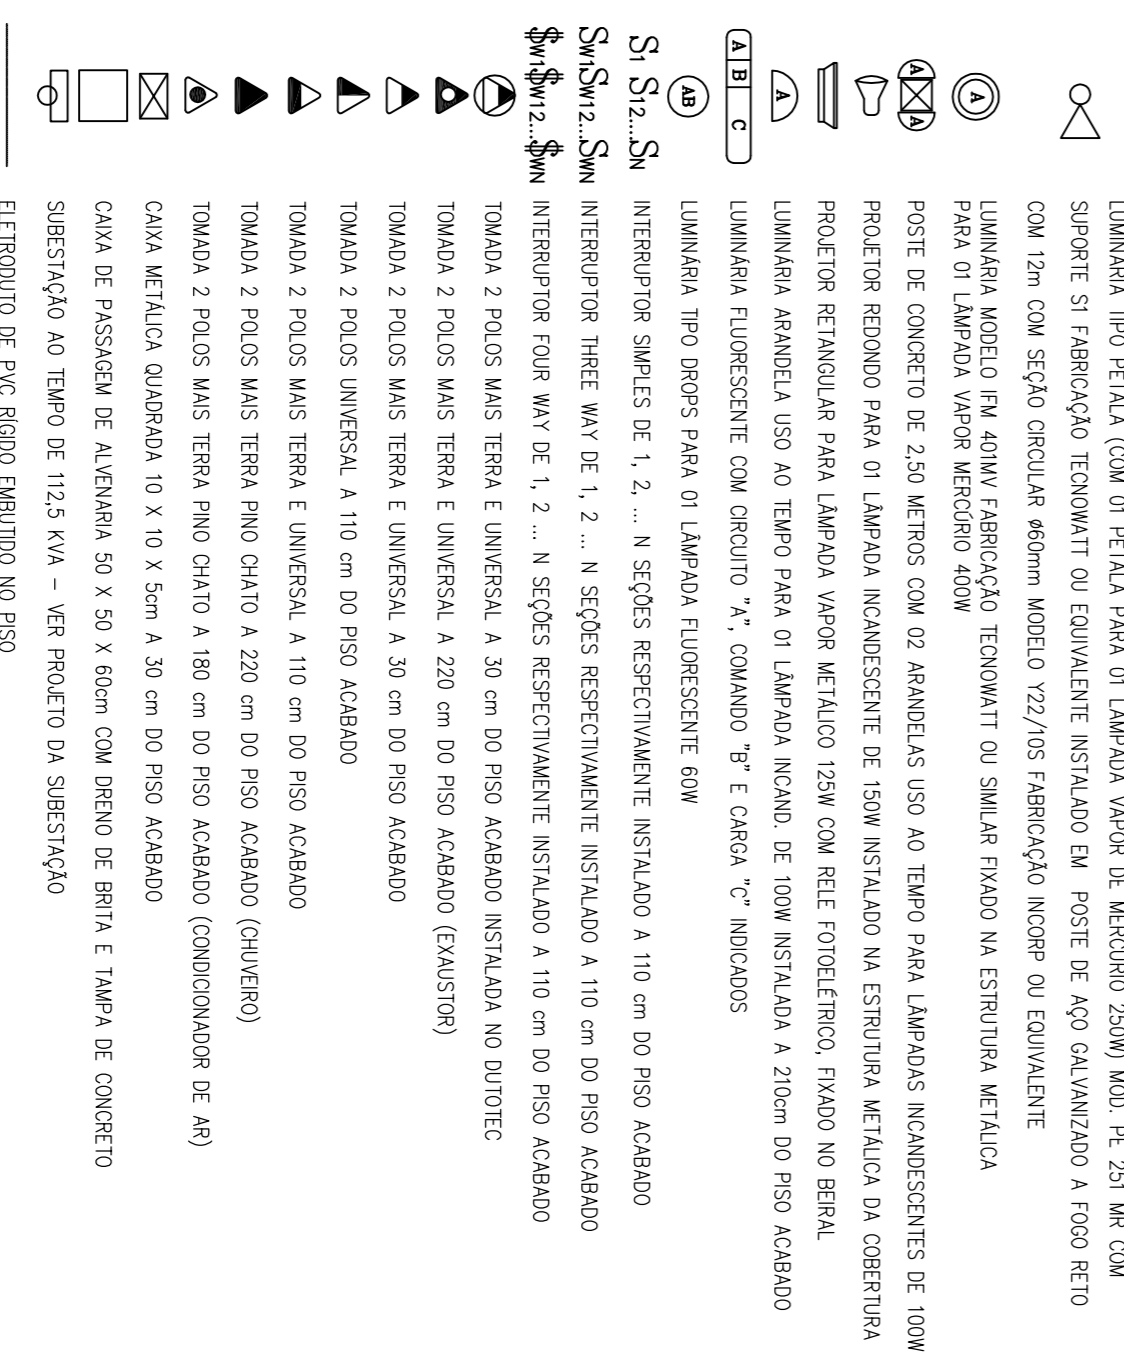 LUMINÁRIA TIPO PETALA (COM 01 PETALA PARA 01 LAMPADA VAPOR DE MERCURIO 250W) MOD. PE 251 MR COM
SUPORTE S1 FABRICAÇÃO TECNOWATT OU EQUIVALENTE INSTALADO EM POSTE DE AÇO GALVANIZADO A FOGO RETO
COM 12m COM SEÇÃO CIRCULAR ø60mm MODELO Y22/10S FABRICAÇÃO INCORP OU EQUIVALENTE
A LUMINÁRIA MODELO IFM 401MV FABRICAÇÃO TECNOWATT OU SIMILAR FIXADO NA ESTRUTURA METÁLICA
PARA 01 LÂMPADA VAPOR MERCÚRIO 400W
A A POSTE DE CONCRETO DE 2,50 METROS COM 02 ARANDELAS USO AO TEMPO PARA LÂMPADAS INCANDESCENTES DE 100W
PROJETOR REDONDO PARA 01 LÂMPADA INCANDESCENTE DE 150W INSTALADO NA ESTRUTURA METÁLICA DA COBERTURA
PROJETOR RETANGULAR PARA LÂMPADA VAPOR METÁLICO 125W COM RELE FOTOELÉTRICO, FIXADO NO BEIRAL
A LUMINÁRIA ARANDELA USO AO TEMPO PARA 01 LÂMPADA INCAND. DE 100W INSTALADA A 210cm DO PISO ACABADO
A B C LUMINÁRIA FLUORESCENTE COM CIRCUITO "A", COMANDO "B" E CARGA "C" INDICADOS
AB LUMINÁRIA TIPO DROPS PARA 01 LÂMPADA FLUORESCENTE 60W
S1 S12...SN INTERRUPTOR SIMPLES DE 1, 2, ... N SEÇÕES RESPECTIVAMENTE INSTALADO A 110 cm DO PISO ACABADO
SW1SW12...SWN INTERRUPTOR THREE WAY DE 1, 2 ... N SEÇÕES RESPECTIVAMENTE INSTALADO A 110 cm DO PISO ACABADO
$W1$W12...$WN INTERRUPTOR FOUR WAY DE 1, 2 ... N SEÇÕES RESPECTIVAMENTE INSTALADO A 110 cm DO PISO ACABADO
TOMADA 2 POLOS MAIS TERRA E UNIVERSAL A 30 cm DO PISO ACABADO INSTALADA NO DUTOTEC
TOMADA 2 POLOS MAIS TERRA E UNIVERSAL A 220 cm DO PISO ACABADO (EXAUSTOR)
TOMADA 2 POLOS MAIS TERRA E UNIVERSAL A 30 cm DO PISO ACABADO
TOMADA 2 POLOS UNIVERSAL A 110 cm DO PISO ACABADO
TOMADA 2 POLOS MAIS TERRA E UNIVERSAL A 110 cm DO PISO ACABADO
TOMADA 2 POLOS MAIS TERRA PINO CHATO A 220 cm DO PISO ACABADO (CHUVEIRO)
TOMADA 2 POLOS MAIS TERRA PINO CHATO A 180 cm DO PISO ACABADO (CONDICIONADOR DE AR)
CAIXA METÁLICA QUADRADA 10 X 10 X 5cm A 30 cm DO PISO ACABADO
CAIXA DE PASSAGEM DE ALVENARIA 50 X 50 X 60cm COM DRENO DE BRITA E TAMPA DE CONCRETO
SUBESTAÇÃO AO TEMPO DE 112,5 KVA – VER PROJETO DA SUBESTAÇÃO
ELETRODUTO DE PVC RÍGIDO EMBUTIDO NO PISO